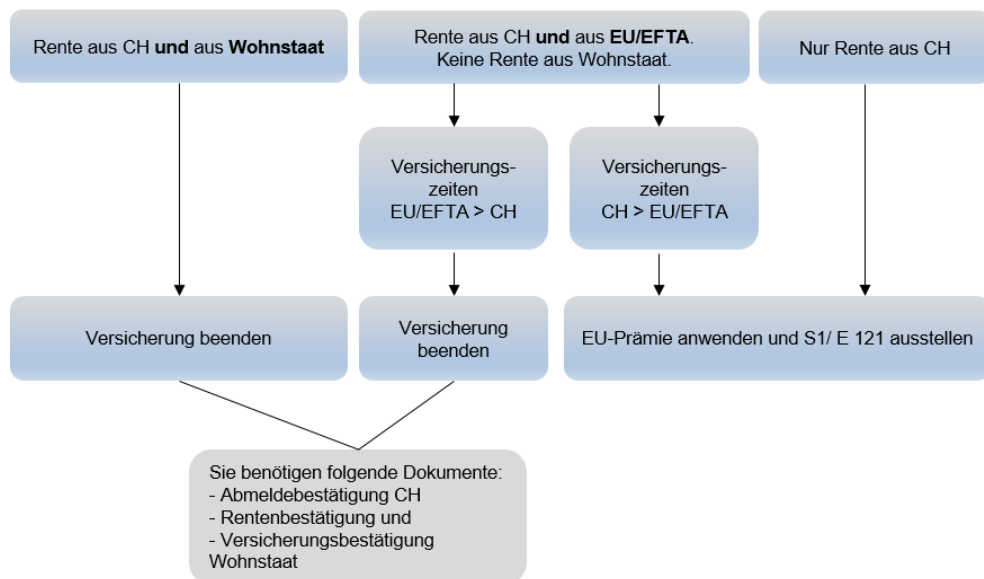 Rente aus CH und aus Wohnstaat
Rente aus CH und aus EU/EFTA.
Keine Rente aus Wohnstaat.
Nur Rente aus CH
Versicherungs-
zeiten
EU/EFTA > CH
Versicherungs-
zeiten
CH > EU/EFTA
Versicherung beenden
Versicherung
beenden
EU-Prämie anwenden und S1/ E 121 ausstellen
Sie benötigen folgende Dokumente:
- Abmeldebestätigung CH
- Rentenbestätigung und
- Versicherungsbestätigung
Wohnstaat